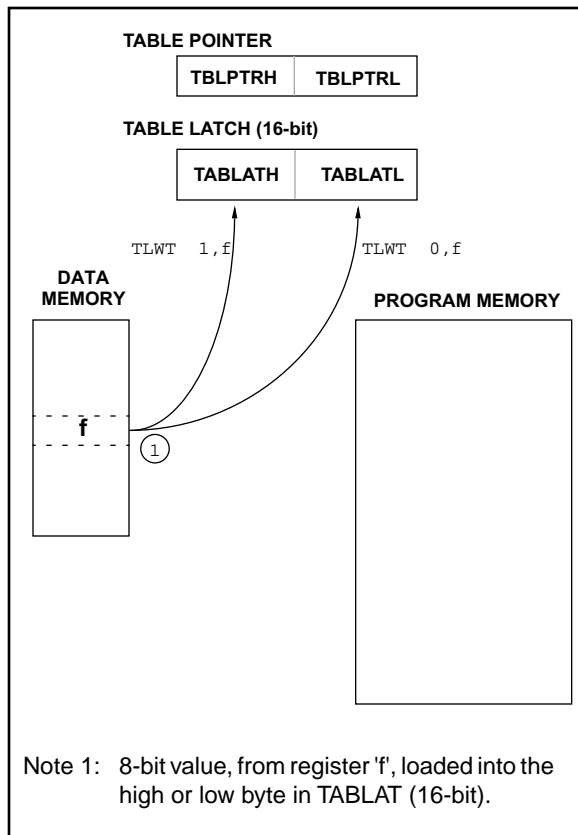 TABLE POINTER
TBLPTRH TBLPTRL
TABLE LATCH (16-bit)
TABLATH TABLATL
TLWT 1,f TLWT 0,f
DATA
MEMORY
PROGRAM MEMORY
f
1
Note 1: 8-bit value, from register 'f', loaded into the
high or low byte in TABLAT (16-bit).